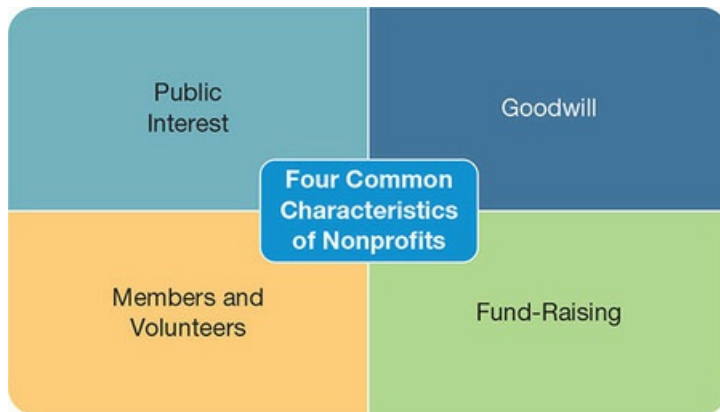 Public
Interest
Goodwill
Four Common
Characteristics
of Nonprofits
Members and
Volunteers
Fund-Raising